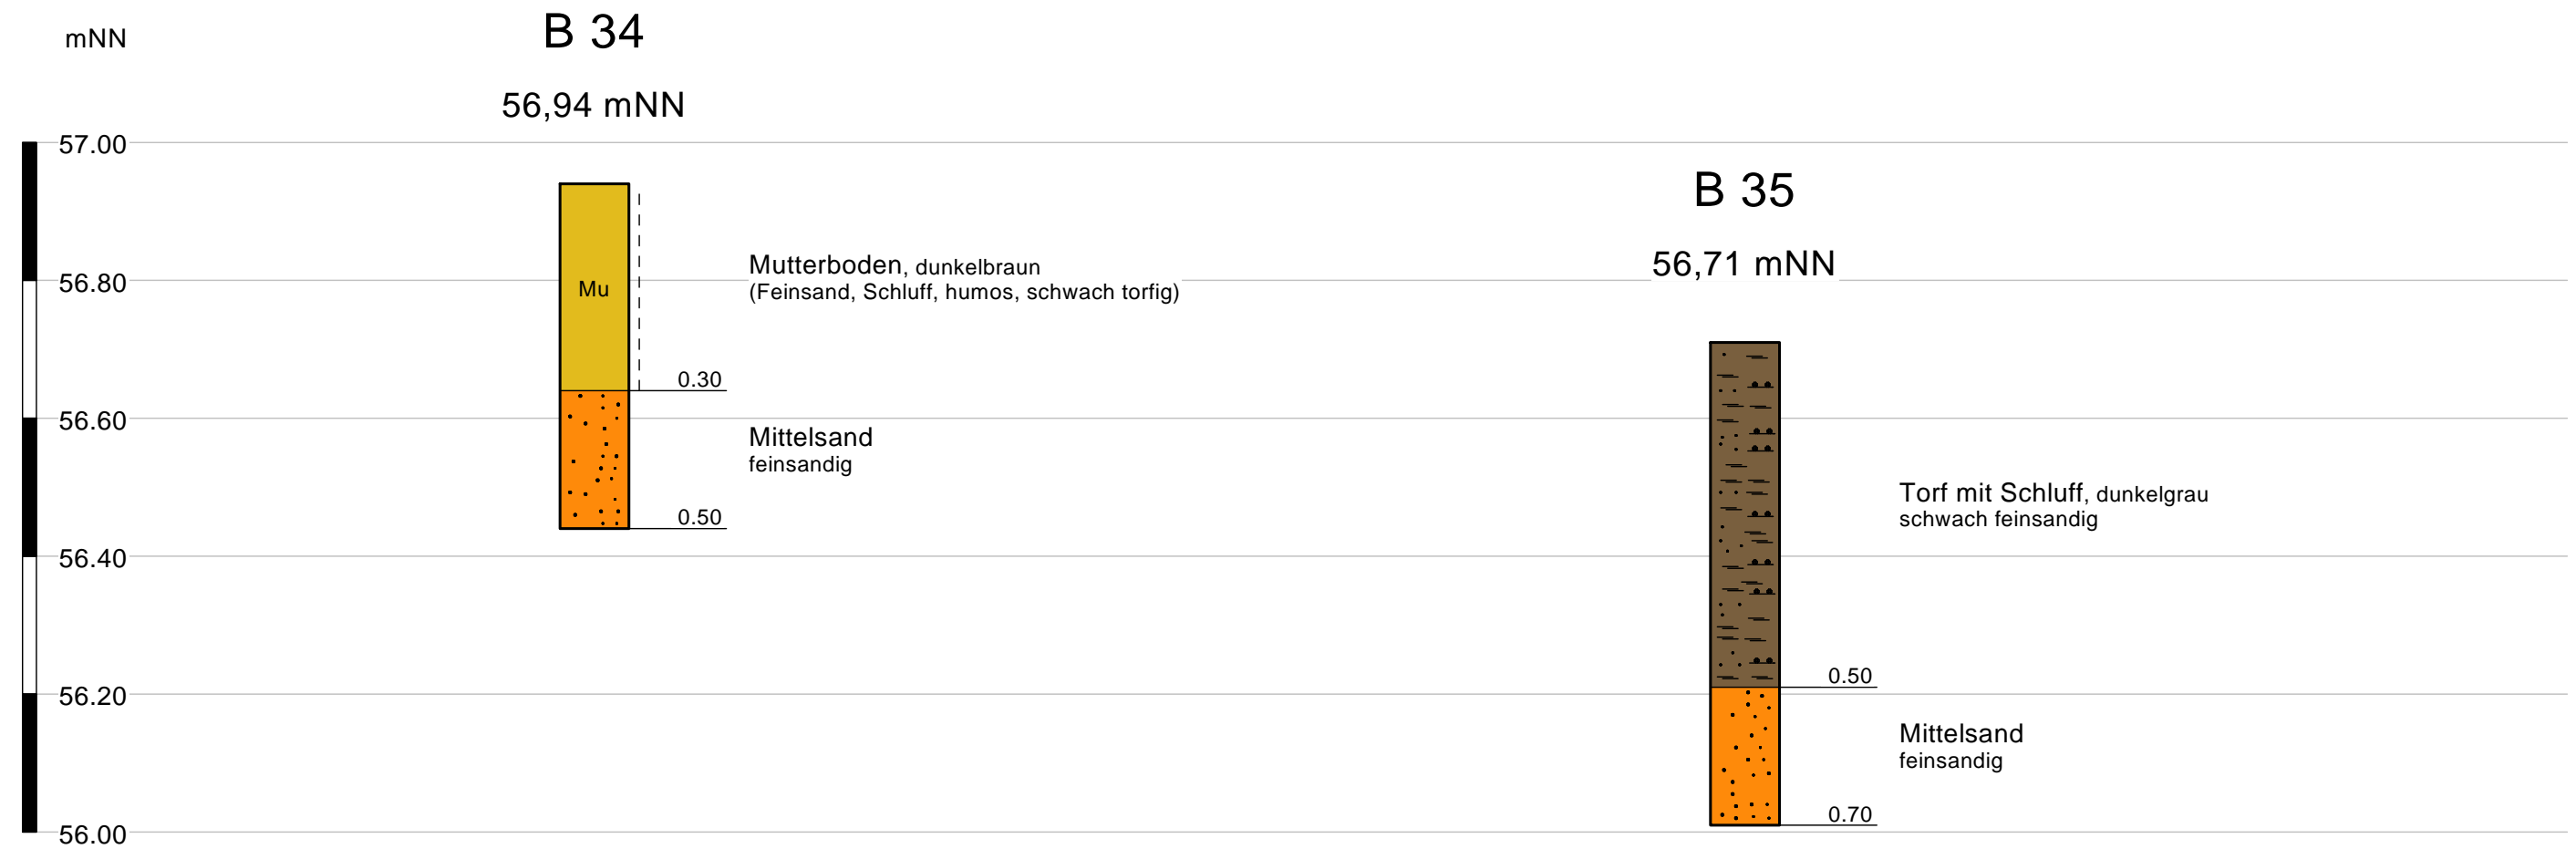 mNN
B 34
56,94 mNN
57.00
B 35
56,71 mNN
56.80
Mutterboden, dunkelbraun
(Feinsand, Schluff, humos, schwach torfig)
Mu
0.30
56.60
Mittelsand
feinsandig
0.50
Torf mit Schluff, dunkelgrau
schwach feinsandig
56.40
0.50
56.20
Mittelsand
feinsandig
0.70
56.00